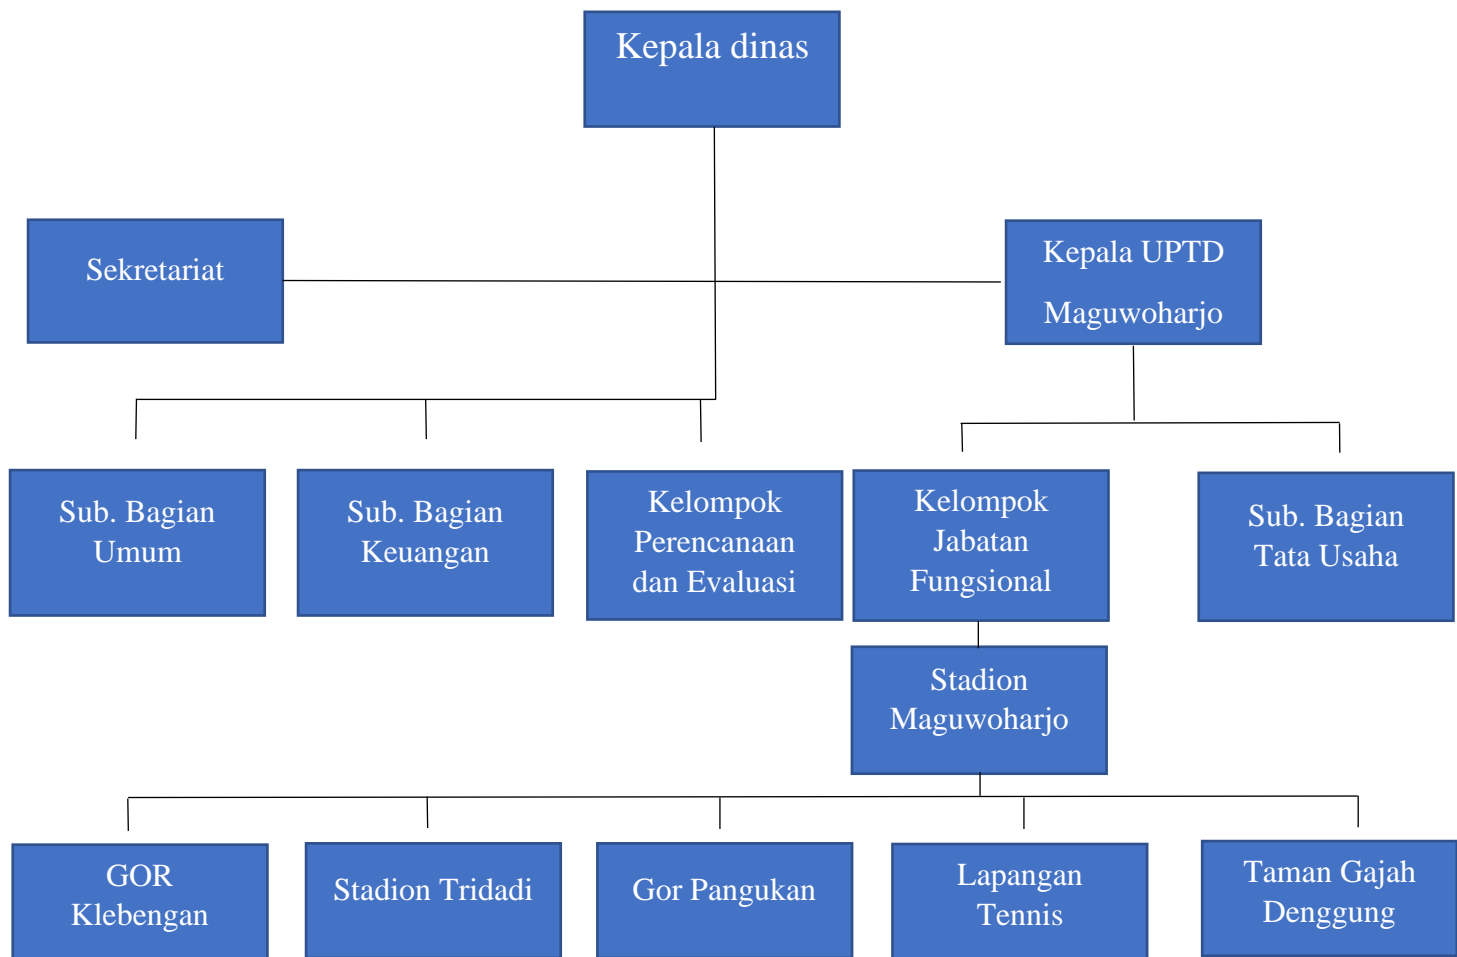 Kepala dinas
Sekretariat
Kepala UPTD
Maguwoharjo
Sub. Bagian
Umum
Sub. Bagian
Keuangan
Kelompok
Perencanaan
dan Evaluasi
Kelompok
Jabatan
Fungsional
Sub. Bagian
Tata Usaha
Stadion
Maguwoharjo
GOR
Klebengan
Stadion Tridadi
Gor Pangukan
Lapangan
Tennis
Taman Gajah
Denggung